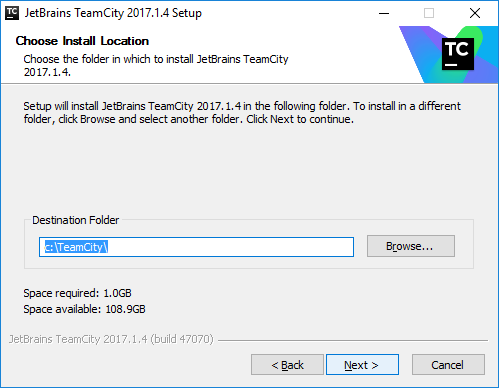 TC JetBrains TeamCity 2017.1.4 Setup
Choose Install Location
Choose the folder in which to install JetBrains TeamCity
2017.1.4.
TC
Setup will install JetBrains TeamCity 2017.1.4 in the following folder. To install in a different
folder, click Browse and select another folder. Click Next to continue.
Destination Folder
c:\TeamCity\
Browse...
Space required: 1.0GB
Space available: 108.9GB
JetBrains TeamCity 2017.1.4 (build 47070)
< Back Next > Cancel